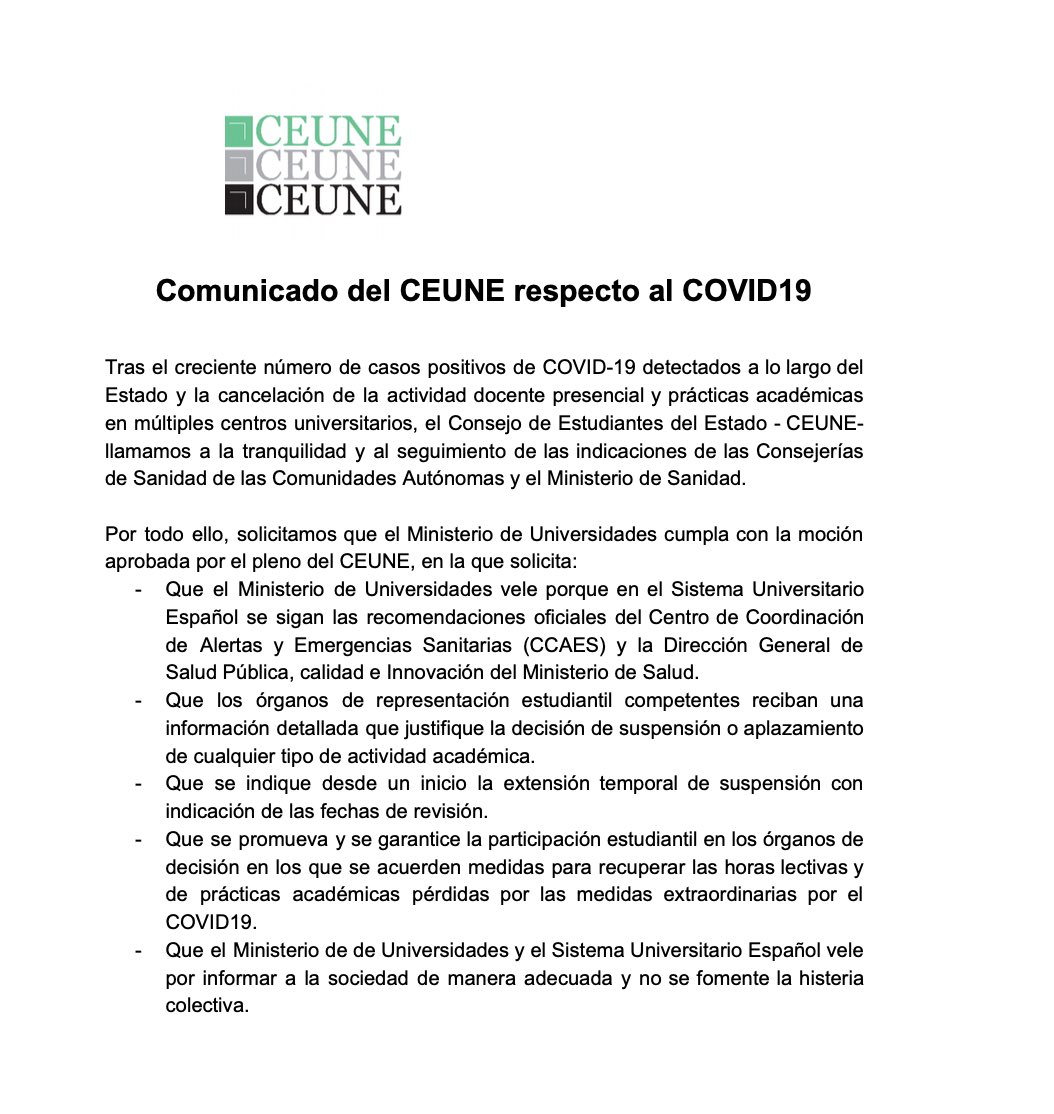 CEUNE
CEUNE
CEUNE
Comunicado del CEUNE respecto al COVID19
Tras el creciente número de casos positivos de COVID-19 detectados a lo largo del
Estado y la cancelación de la actividad docente presencial y prácticas académicas
en múltiples centros universitarios, el Consejo de Estudiantes del Estado - CEUNE-
llamamos a la tranquilidad y al seguimiento de las indicaciones de las Consejerías
de Sanidad de las Comunidades Autónomas y el Ministerio de Sanidad.
Por todo ello, solicitamos que el Ministerio de Universidades cumpla con la moción
aprobada por el pleno del CEUNE, en la que solicita:
- Que el Ministerio de Universidades vele porque en el Sistema Universitario
Español se sigan las recomendaciones oficiales del Centro de Coordinación
de Alertas y Emergencias Sanitarias (CCAES) y la Dirección General de
Salud Pública, calidad e Innovación del Ministerio de Salud.
- Que los órganos de representación estudiantil competentes reciban una
información detallada que justifique la decisión de suspensión o aplazamiento
de cualquier tipo de actividad académica.
- Que se indique desde un inicio la extensión temporal de suspensión con
indicación de las fechas de revisión.
- Que se promueva y se garantice la participación estudiantil en los órganos de
decisión en los que se acuerden medidas para recuperar las horas lectivas y
de prácticas académicas pérdidas por las medidas extraordinarias por el
COVID19.
- Que el Ministerio de de Universidades y el Sistema Universitario Español vele
por informar a la sociedad de manera adecuada y no se fomente la histeria
colectiva.